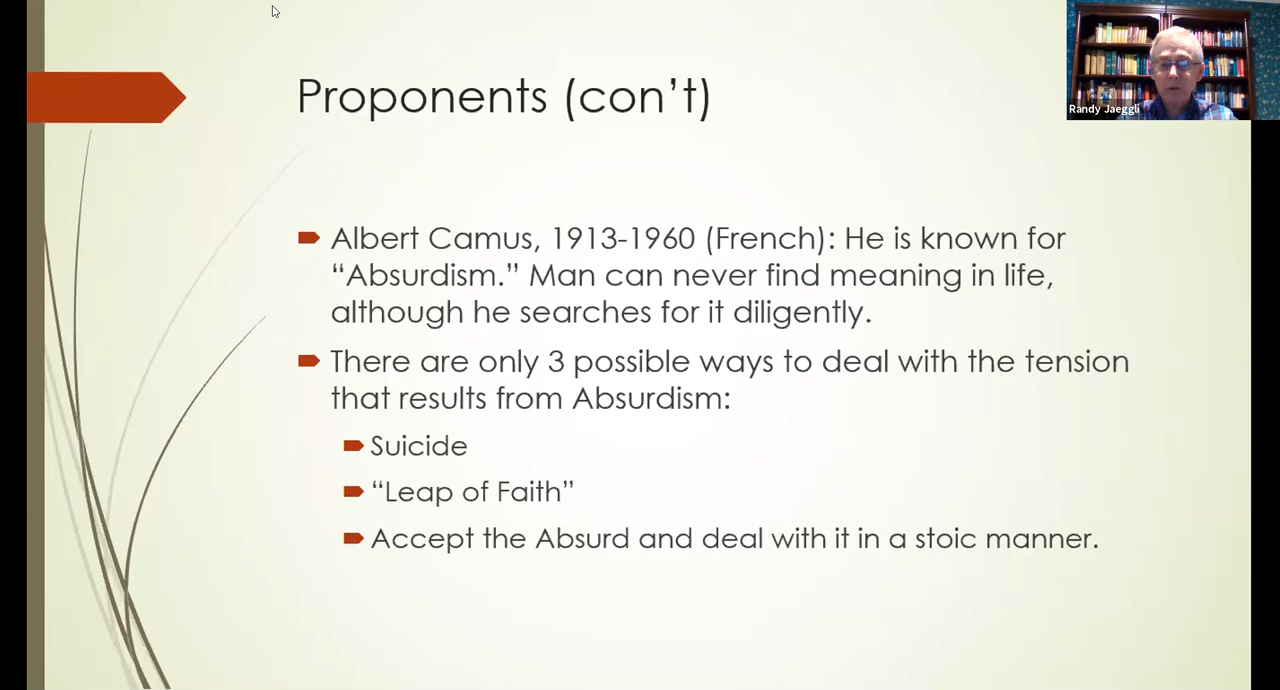 Proponents (con’t)
Randy Jaeggli
Albert Camus, 1913-1960 (French): He is known for
“Absurdism.” Man can never find meaning in life,
although he searches for it diligently.
There are only 3 possible ways to deal with the tension
that results from Absurdism:
Suicide
“Leap of Faith”
Accept the Absurd and deal with it in a stoic manner.